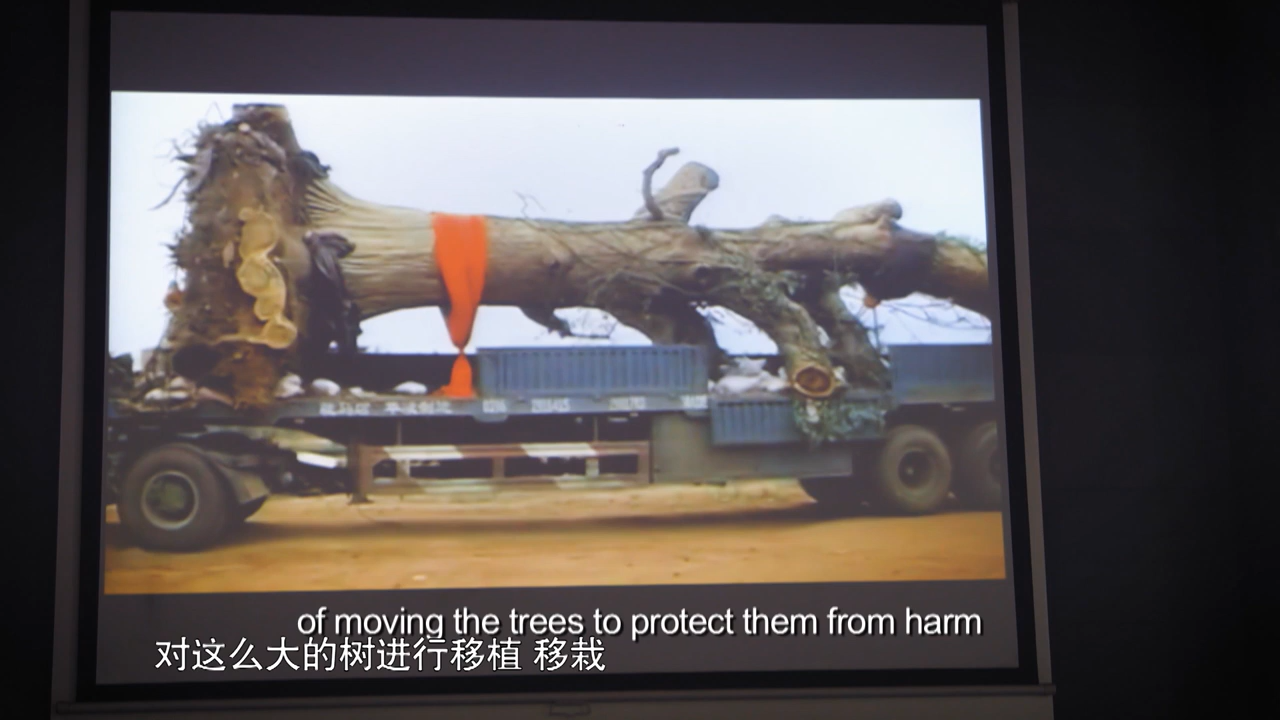 of moving the trees to protect them from harm
对这么大的树进行移植 移栽